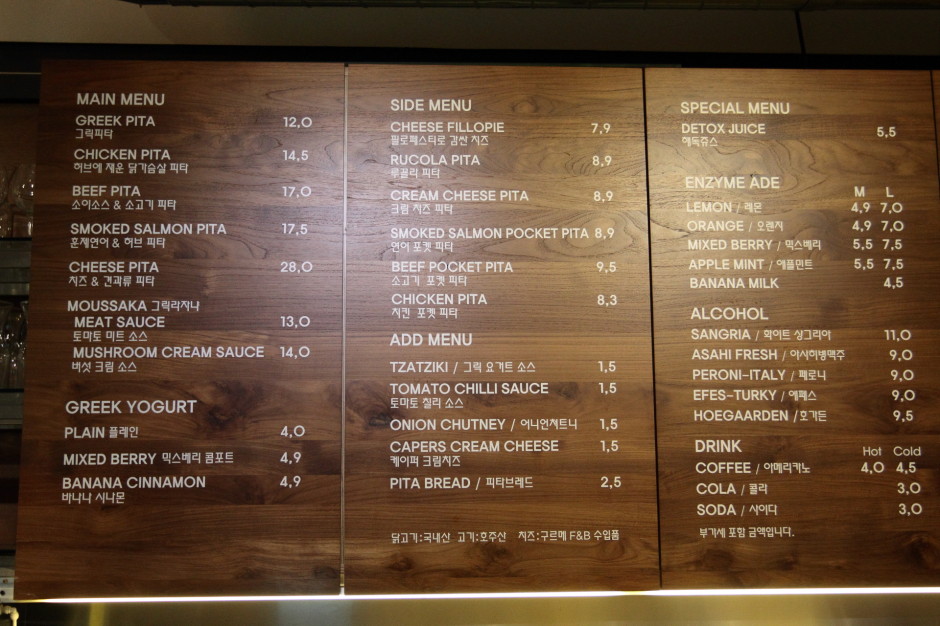 MAIN MENU
GREEK PITA 12,0
그릭피타
CHICKEN PITA 14,5
허브에 재운 닭가슴살 피타
BEEF PITA 17,0
소이소스 & 소고기 피타
SMOKED SALMON PITA 17,5
훈제연어 & 허브 피타
CHEESE PITA 28,0
치즈 & 견과류 피타
MOUSSAKA 그릭라자냐
MEAT SAUCE 13,0
토마토 미트 소스
MUSHROOM CREAM SAUCE 14,0
버섯 크림 소스
GREEK YOGURT
PLAIN 플레인 4,0
MIXED BERRY 믹스베리 콤포트 4,9
BANANA CINNAMON 4,9
바나나 시나몬
SIDE MENU
CHEESE FILLOPIE 7,9
필로페스티로 감싼 치즈
RUCOLA PITA 8,9
루꼴리 피타
CREAM CHEESE PITA 8,9
크림 치즈 피타
SMOKED SALMON POCKET PITA 8,9
연어 포켓 피타
BEEF POCKET PITA 9,5
소고기 포켓 피타
CHICKEN PITA 8,3
치킨 포켓 피타
ADD MENU
TZATZIKI / 그릭 요거트 소스 1,5
TOMATO CHILLI SAUCE 1,5
토마토 칠리 소스
ONION CHUTNEY / 어니언처트니 1,5
CAPERS CREAM CHEESE 1,5
케이퍼 크림치즈
PITA BREAD / 피타브레드 2,5
닭고기:국내산 고기:호주산 치즈:구르메 F&B 수입품
SPECIAL MENU
DETOX JUICE 5,5
해독쥬스
ENZYME ADE
M L
LEMON / 레몬 4,9 7,0
ORANGE / 오렌지 4,9 7,0
MIXED BERRY / 믹스베리 5,5 7,5
APPLE MINT / 애플민트 5,5 7,5
BANANA MILK 4,5
ALCOHOL
SANGRIA / 화이트 상그리아 11,0
ASAHI FRESH / 아사히병맥주 9,0
PERONI-ITALY / 페로니 9,0
EFES-TURKY / 에페스 9,0
HOEGAARDEN /호가든 9,5
DRINK Hot Cold
COFFEE / 아메리카노 4,0 4,5
COLA / 콜라 3,0
SODA / 사이다 3,0
부가세 포함 금액입니다.